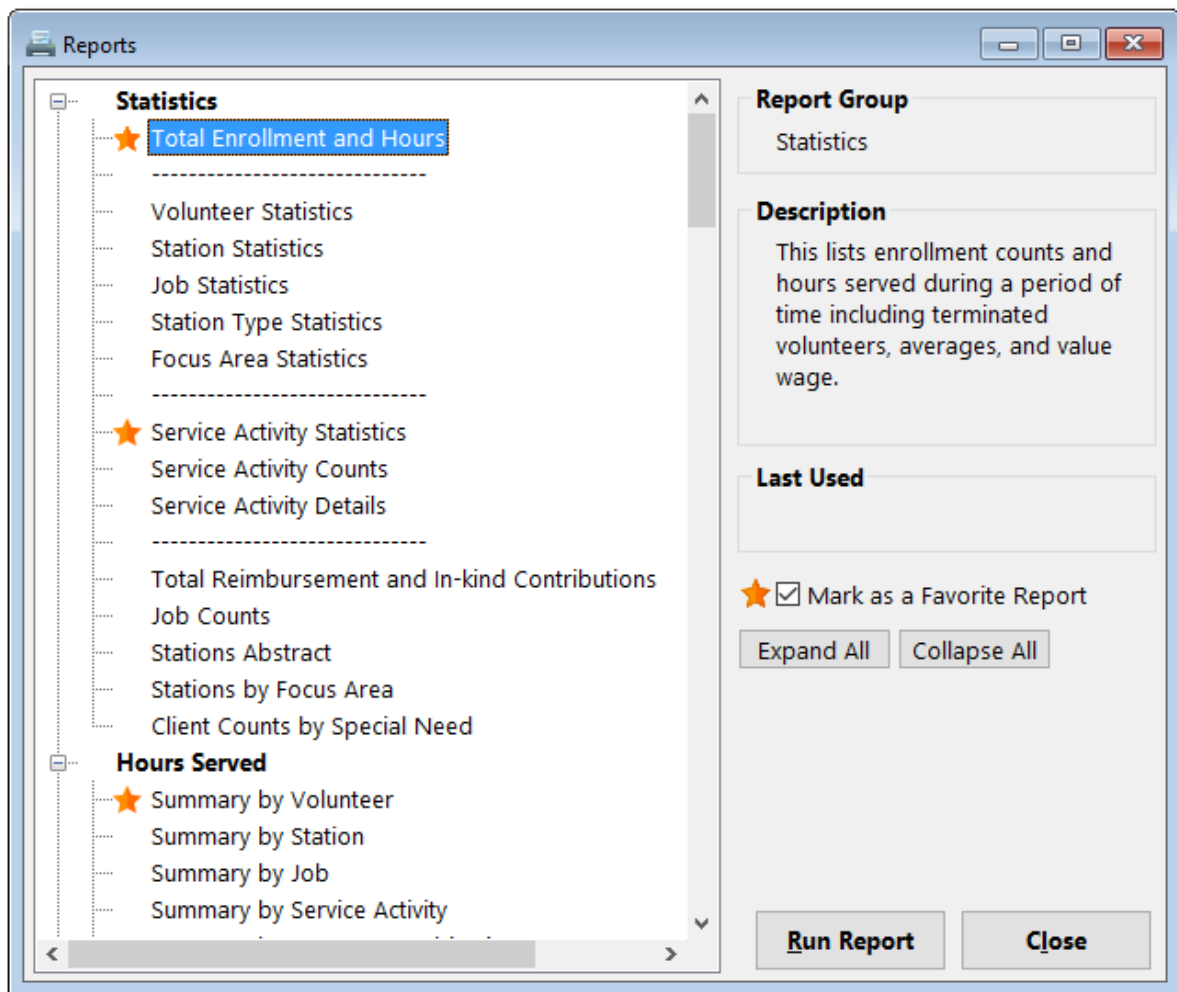 Reports
Statistics
Total Enrollment and Hours
------------------------------
Volunteer Statistics
Station Statistics
Job Statistics
Station Type Statistics
Focus Area Statistics
------------------------------
Service Activity Statistics
Service Activity Counts
Service Activity Details
------------------------------
Total Reimbursement and In-kind Contributions
Job Counts
Stations Abstract
Stations by Focus Area
Client Counts by Special Need
Hours Served
Summary by Volunteer
Summary by Station
Summary by Job
Summary by Service Activity
Report Group
Statistics
Description
This lists enrollment counts and
hours served during a period of
time including terminated
volunteers, averages, and value
wage.
Last Used
Mark as a Favorite Report
Expand All
Collapse All
Run Report
Close